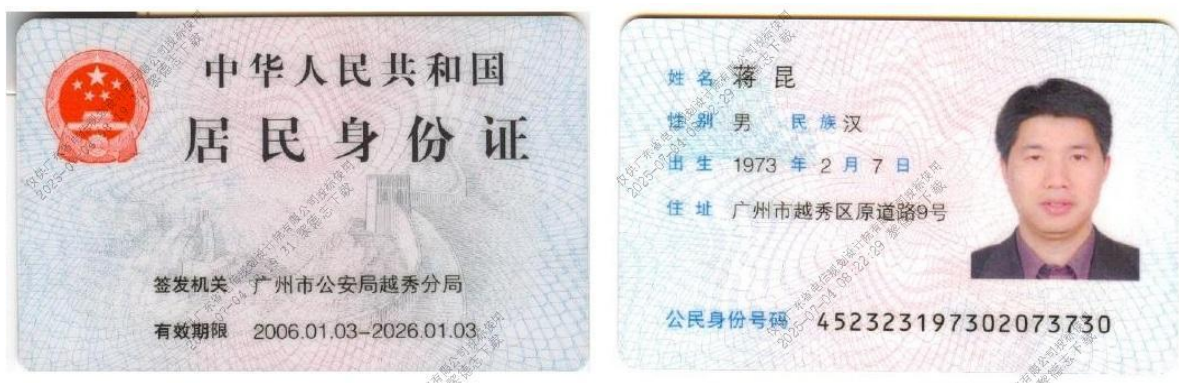 中华人民共和国
居民身份证
签发机关 广州市公安局越秀分局
有效期限 2006.01.03-2026.01.03
姓名 蒋昆
性别 男 民族 汉
出生 1973 年 2 月 7 日
住址 广州市越秀区原道路9号
公民身份号码 452323197302073730